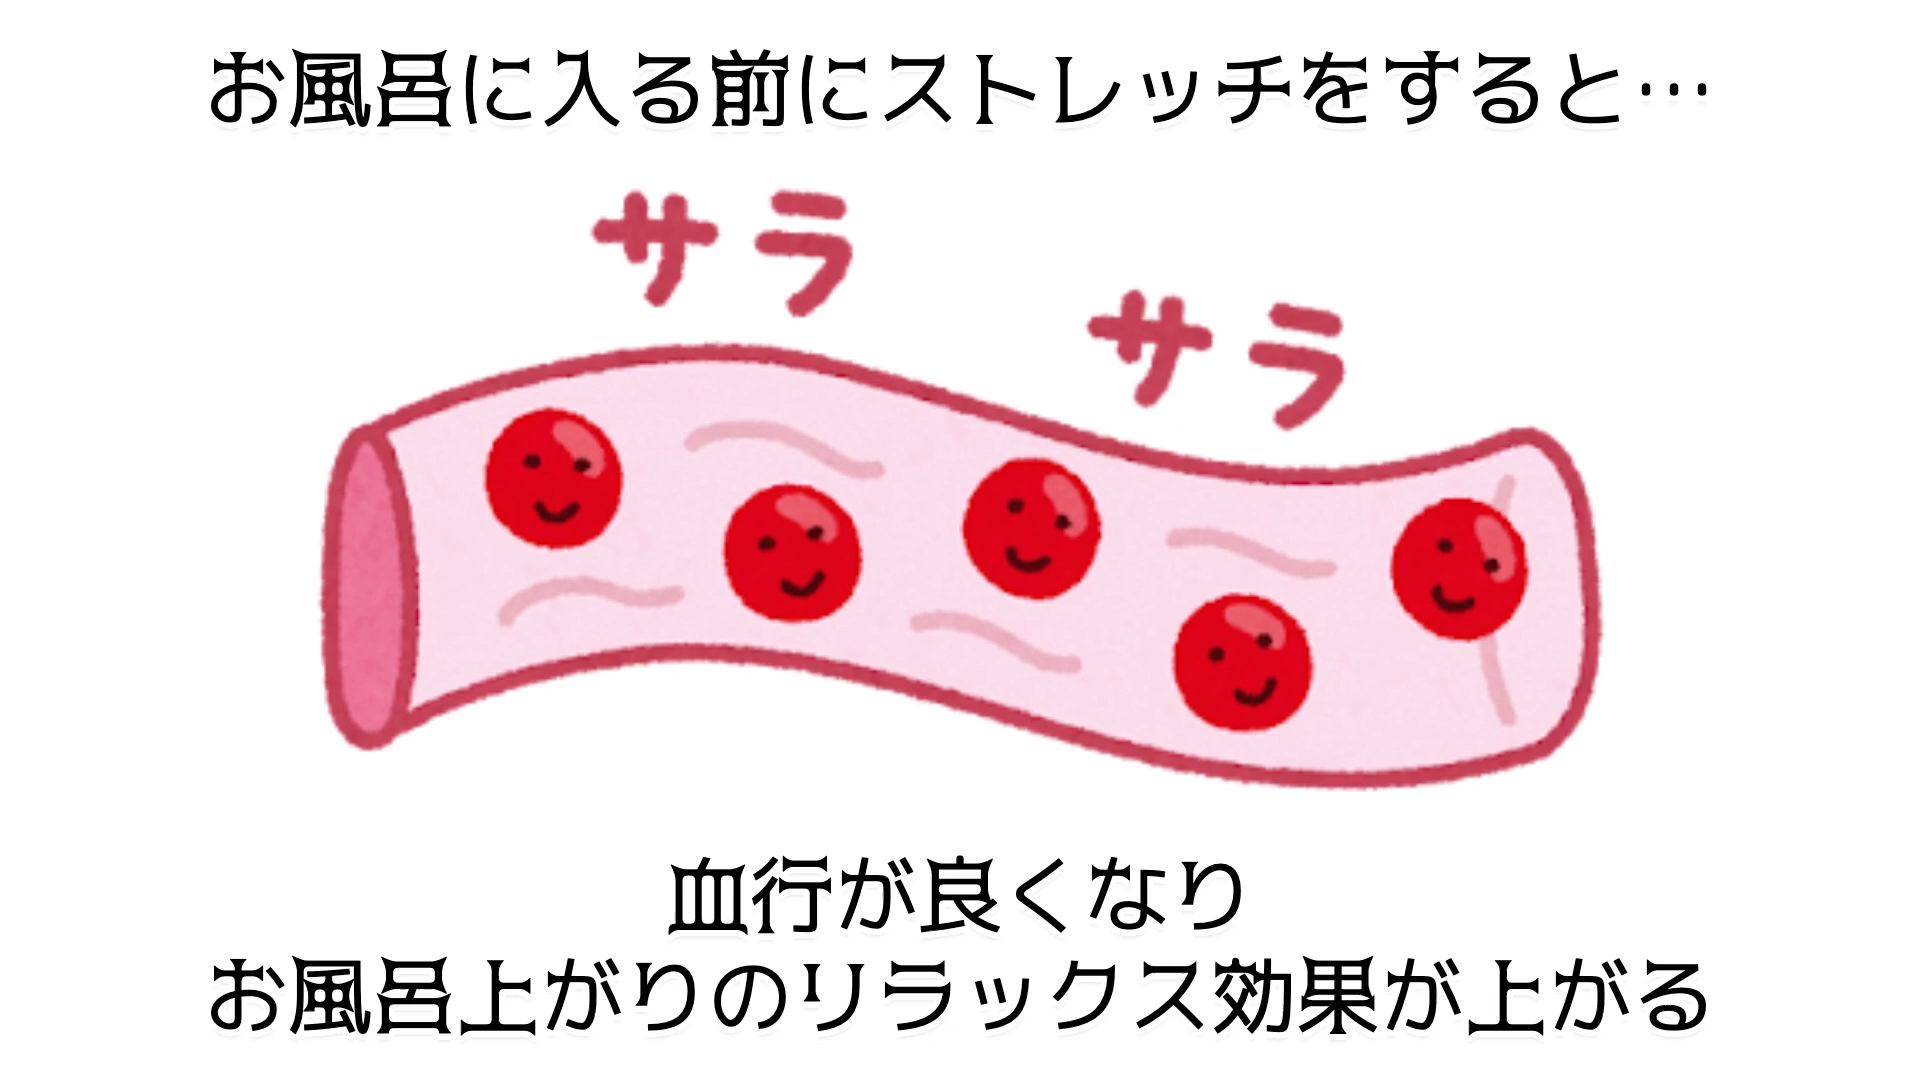 お風呂に入る前にストレッチをすると…
サラ
サラ
血行が良くなり
お風呂上がりのリラックス効果が上がる